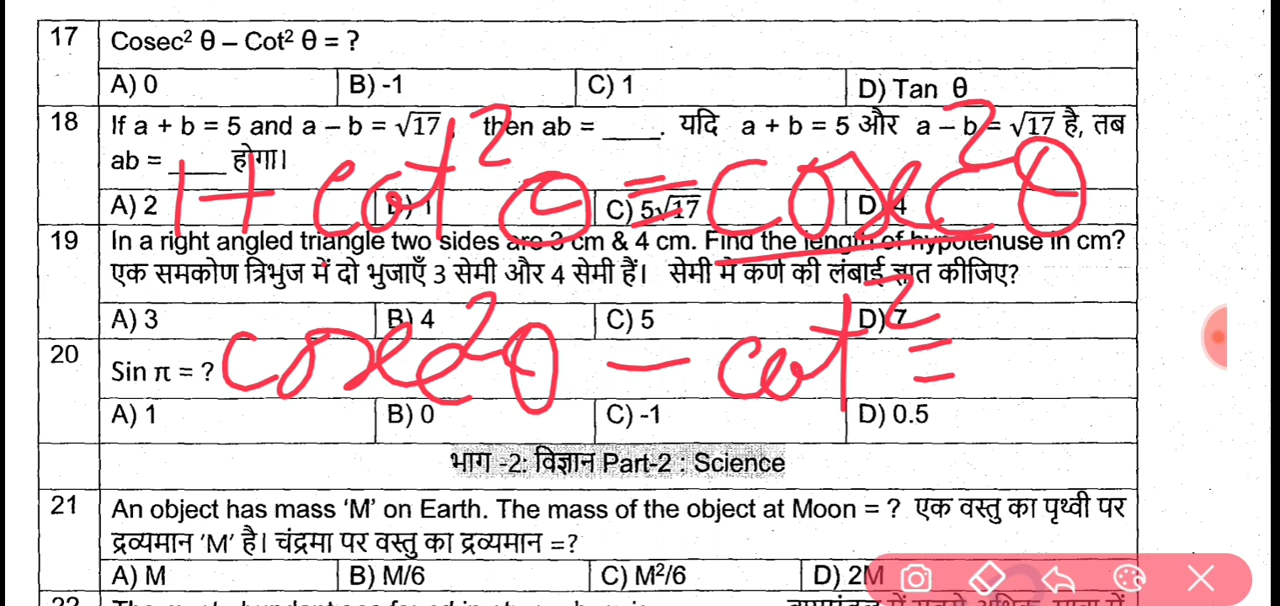 17 Cosec² θ – Cot² θ = ?
A) 0 B) -1 C) 1 D) Tan θ
18 If a + b = 5 and a – b = √17, then ab = ____. यदि a + b = 5 और a – b = √17 है, तब
ab = ____ होगा।
1 + cot²θ = cosec²θ
A) 2 B) 1 C) 5√17 D) 4
19 In a right angled triangle two sides are 3 cm & 4 cm. Find the length of hypotenuse in cm?
एक समकोण त्रिभुज में दो भुजाएँ 3 सेमी और 4 सेमी हैं। सेमी में कर्ण की लंबाई ज्ञात कीजिए?
A) 3 B) 4 C) 5 D) 7
cosec²θ – cot² =
20 Sin π = ?
A) 1 B) 0 C) -1 D) 0.5
भाग -2: विज्ञान Part-2 : Science
21 An object has mass ‘M’ on Earth. The mass of the object at Moon = ? एक वस्तु का पृथ्वी पर
द्रव्यमान ‘M’ है। चंद्रमा पर वस्तु का द्रव्यमान =?
A) M B) M/6 C) M²/6 D) 2M